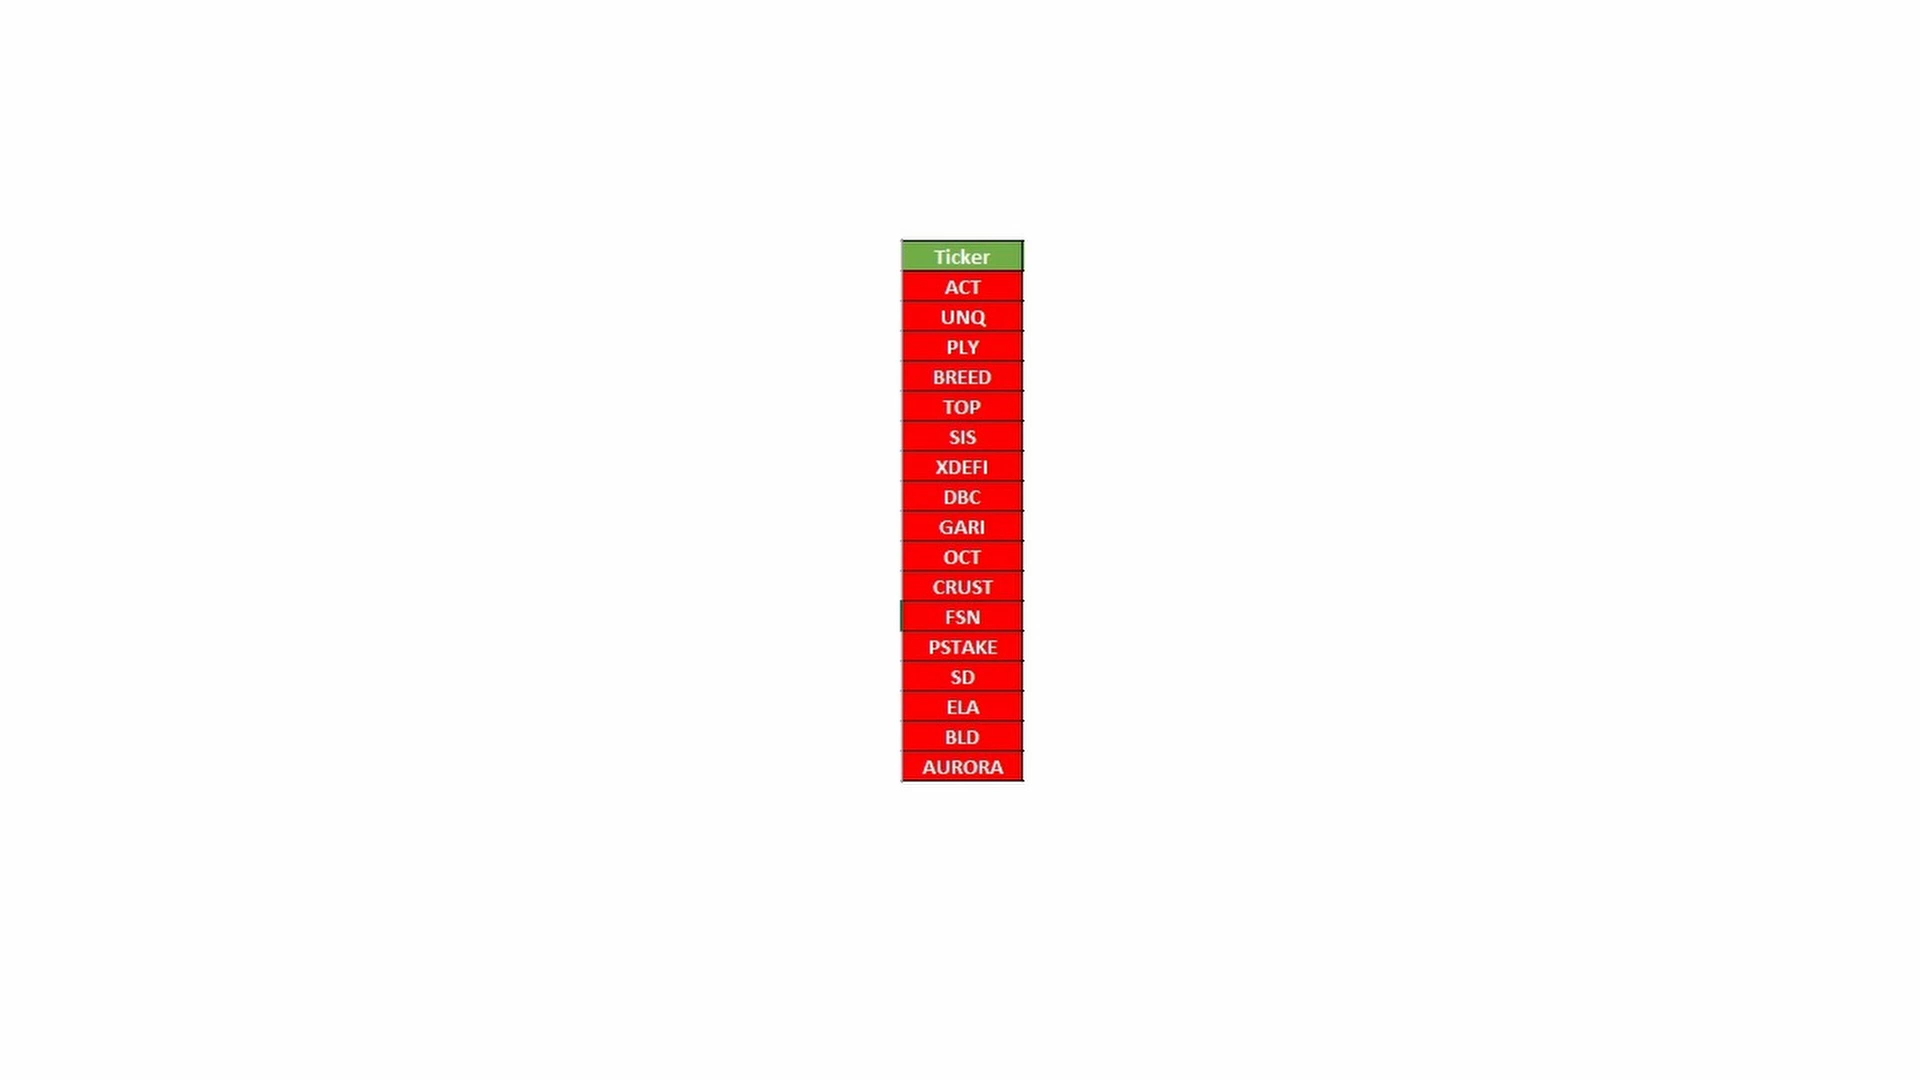 Ticker
ACT
UNQ
PLY
BREED
TOP
SIS
XDEFI
DBC
GARI
OCT
CRUST
FSN
PSTAKE
SD
ELA
BLD
AURORA